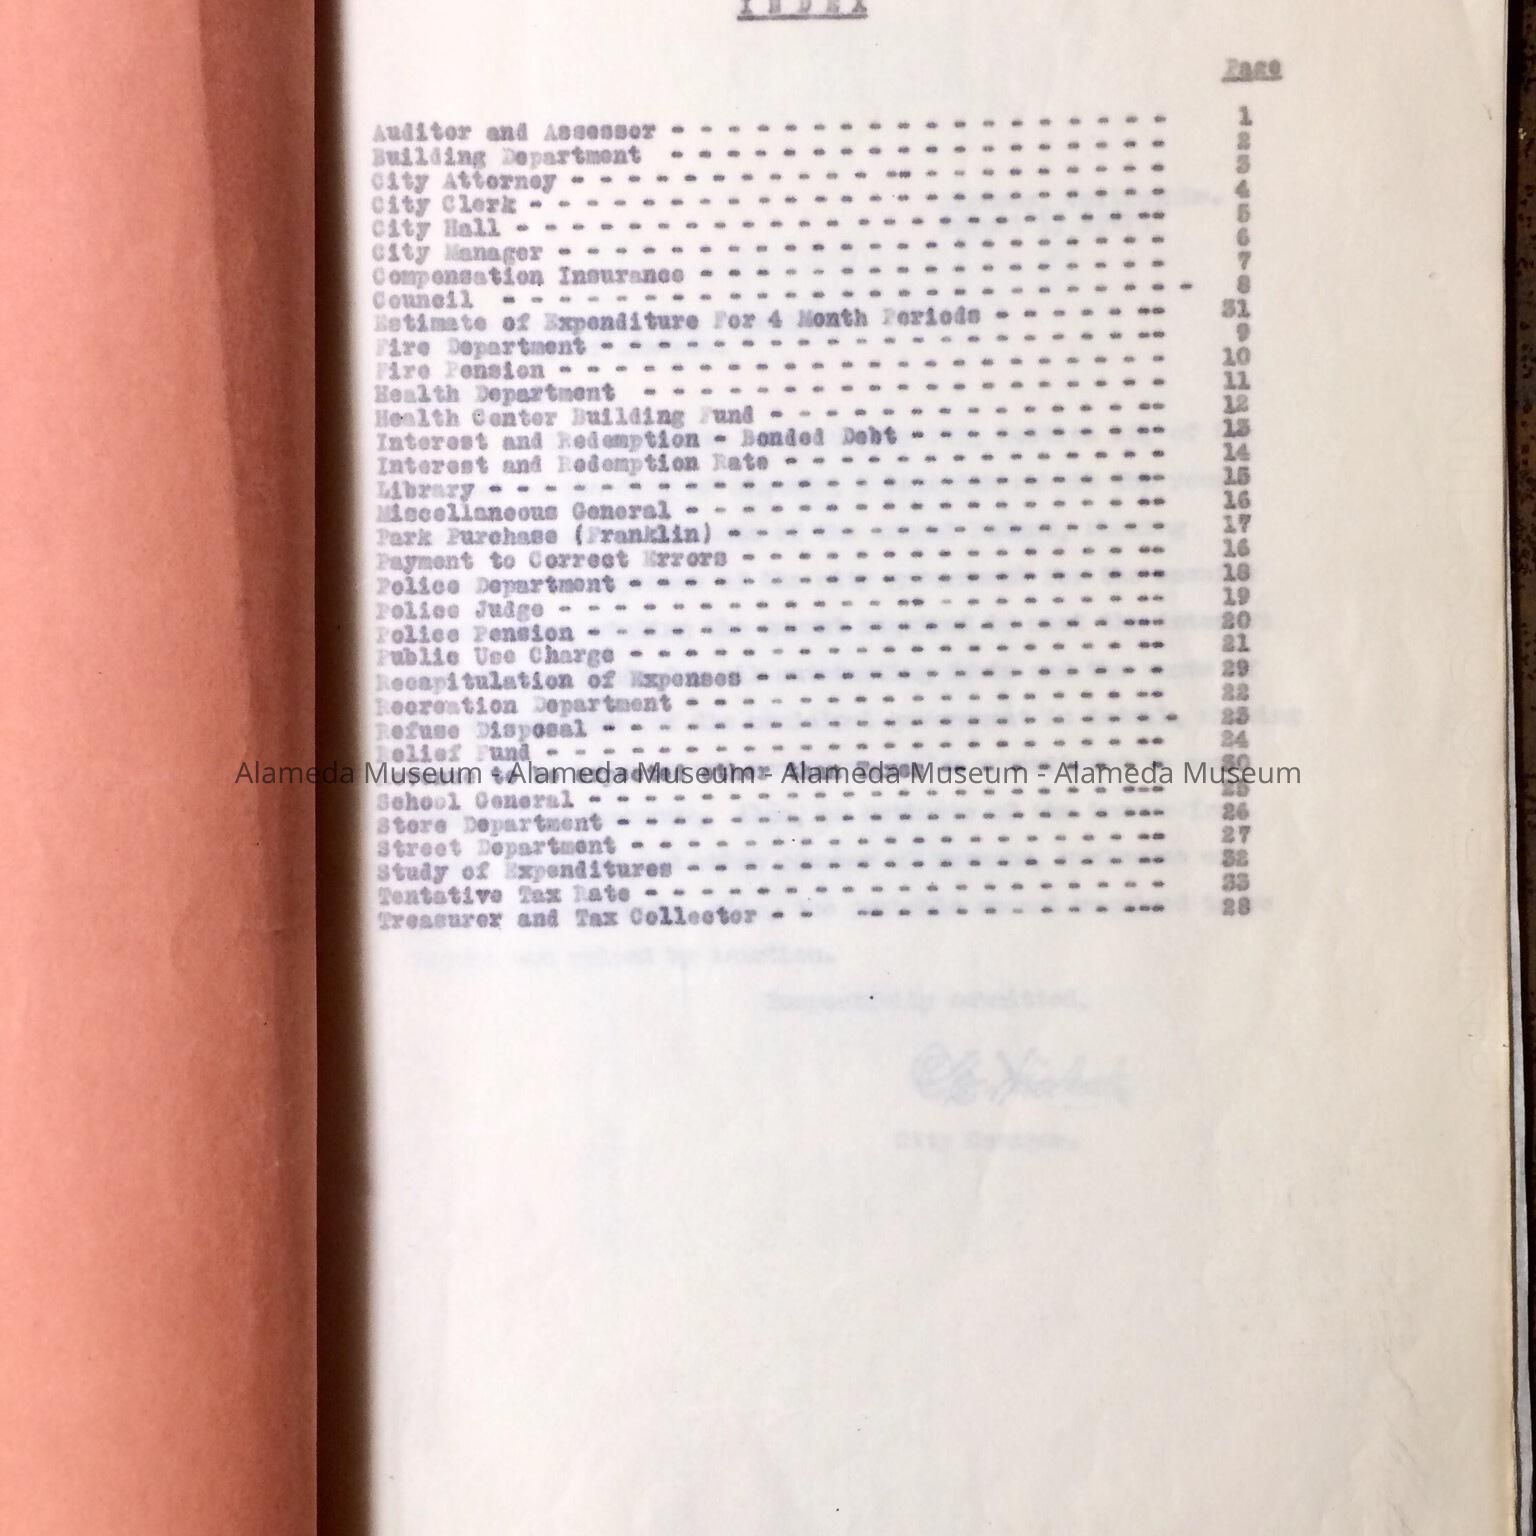 INDEX
Page
Auditor and Assessor - - - - - - - - - - - - - - - - - - 1
Building Department - - - - - - - - - - - - - - - - - - 2
City Attorney - - - - - - - - - - - - - - - - - - - - - 3
City Clerk - - - - - - - - - - - - - - - - - - - - - - - 4
City Hall - - - - - - - - - - - - - - - - - - - - - - -- 5
City Manager - - - - - - - - - - - - - - - - - - - - - - 6
Compensation Insurance - - - - - - - - - - - - - - - - - 7
Council - - - - - - - - - - - - - - - - - - - - - - - - - 8
Estimate of Expenditure For 4 Month Periods - - - - - -- 31
Fire Department - - - - - - - - - - - - - - - - - - - -- 9
Fire Pension - - - - - - - - - - - - - - - - - - - - - - 10
Health Department - - - - - - - - - - - - - - - - - - -- 11
Health Center Building Fund - - - - - - - - - - - - - -- 12
Interest and Redemption - Bonded Debt - - - - - - - - -- 13
Interest and Redemption Rate - - - - - - - - - - - - - - 14
Library - - - - - - - - - - - - - - - - - - - - - - - -- 15
Miscellaneous General - - - - - - - - - - - - - - - - -- 16
Park Purchase (Franklin) - - - - - - - - - - - - - - - - 17
Payment to Correct Errors - - - - - - - - - - - - - - -- 16
Police Department - - - - - - - - - - - - - - - - - - -- 18
Police Judge - - - - - - - - - - - - -- - - - - - - - -- 19
Police Pension - - - - - - - - - - - - - - - - - - - --- 20
Public Use Charge - - - - - - - - - - - - - - - - - - -- 21
Recapitulation of Expenses - - - - - - - - - - - - - - - 29
Recreation Department - - - - - - - - - - - - - - - - -- 22
Refuse Disposal - - - - - - - - - - - - - - - - - - - - - 23
Relief Fund - - - - - - - - - - - - - - - - - - - - - -- 24
Alameda Museum - Alameda Museum - Alameda Museum - Alameda Museum
30
School General - - - - - - - - - - - - - - - - - - - --- 25
Store Department - - - - - - - - - - - - - - - - - - --- 26
Street Department - - - - - - - - - - - - - - - - - - -- 27
Study of Expenditures - - - - - - - - - - - - - - - - -- 32
Tentative Tax Rate - - - - - - - - - - - - - - - - - - - 33
Treasurer and Tax Collector - - -- - - - - - - - - - --- 28